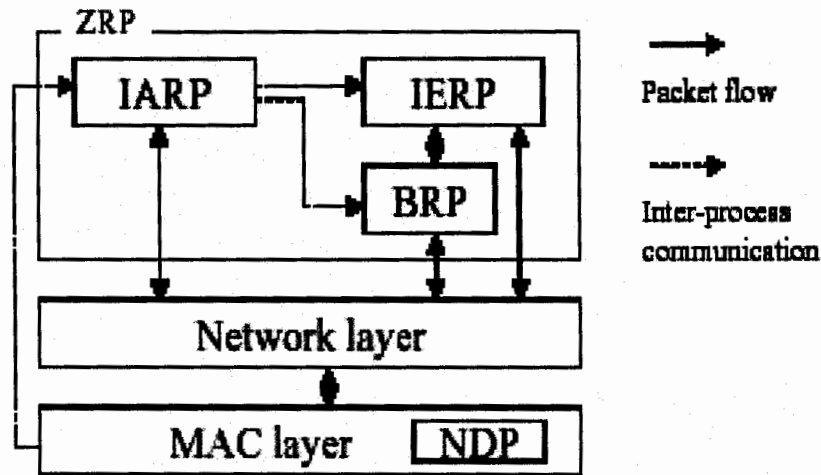 ZRP
IARP
IERP
BRP
Packet flow
Inter-process
communication
Network layer
MAC layer
NDP